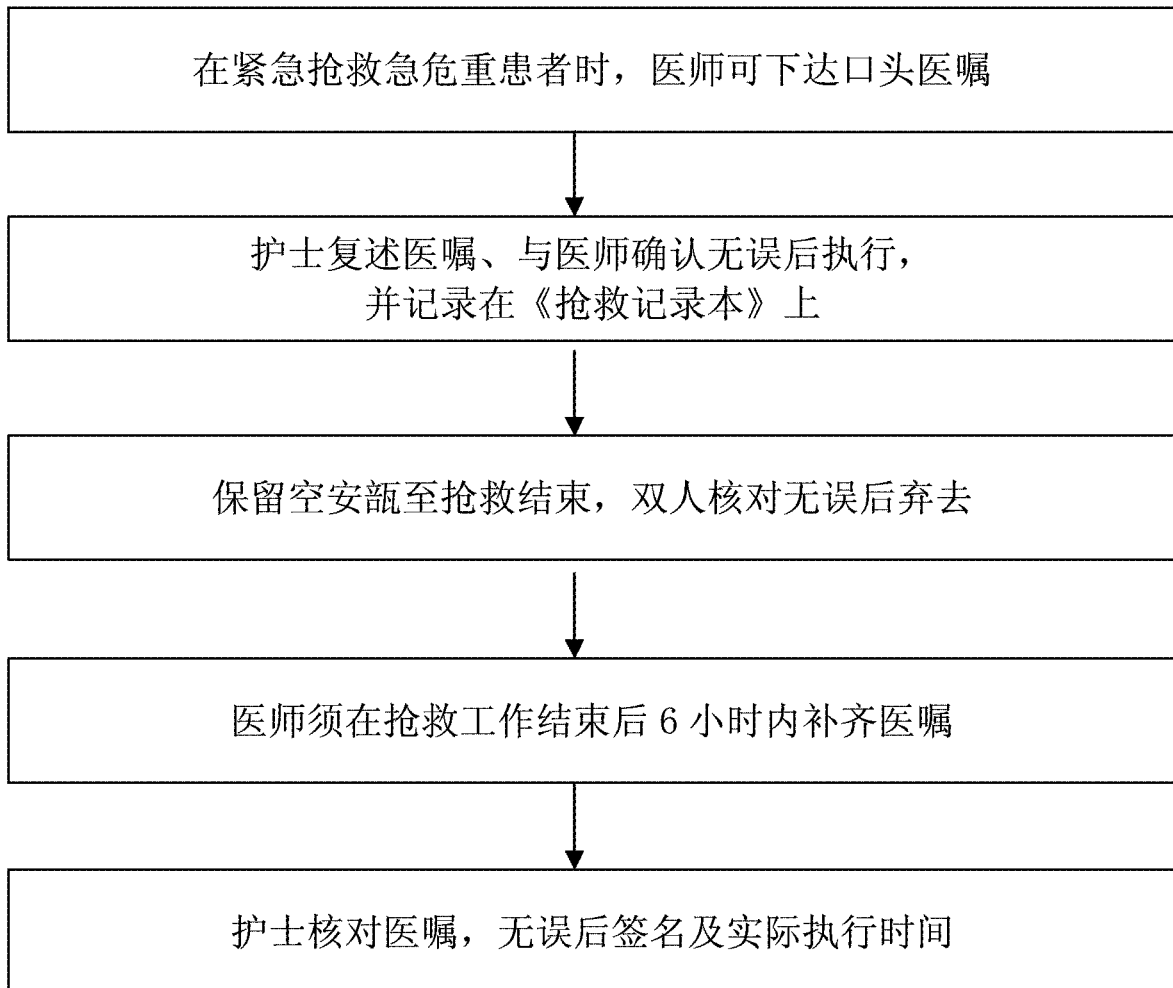 在紧急抢救急危重患者时，医师可下达口头医嘱
护士复述医嘱、与医师确认无误后执行，
并记录在《抢救记录本》上
保留空安瓿至抢救结束，双人核对无误后弃去
医师须在抢救工作结束后 6 小时内补齐医嘱
护士核对医嘱，无误后签名及实际执行时间